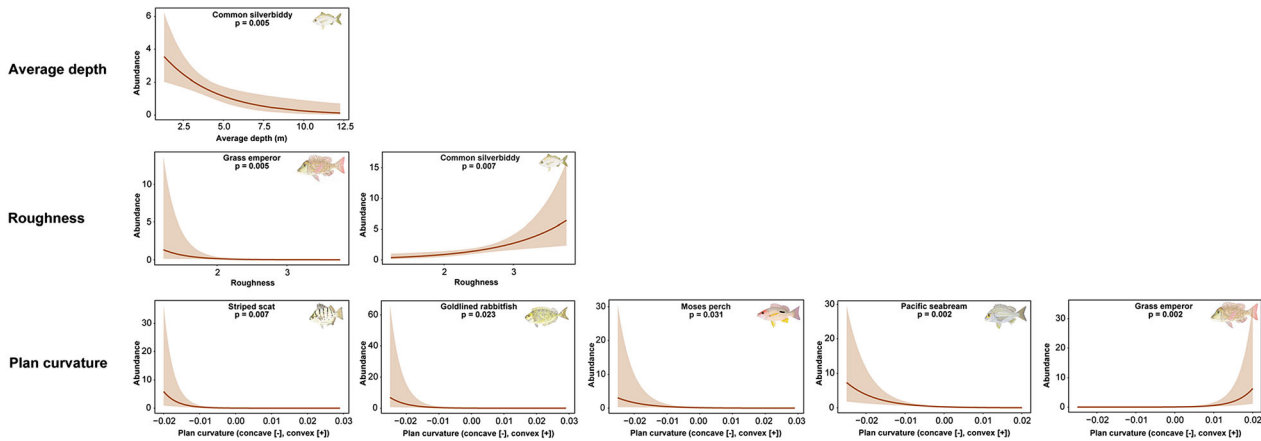 Average depth
Common silverbiddy
p = 0.005
Abundance
6
4
2
0
2.5 5.0 7.5 10.0 12.5
Average depth (m)
Roughness
Grass emperor
p = 0.005
Abundance
10
5
0
2 3
Roughness
Common silverbiddy
p = 0.007
Abundance
15
10
5
0
2 3
Roughness
Plan curvature
Striped scat
p = 0.007
Abundance
30
20
10
0
−0.02 −0.01 0.00 0.01 0.02 0.03
Plan curvature (concave [-], convex [+])
Goldlined rabbitfish
p = 0.023
Abundance
60
40
20
0
−0.02 −0.01 0.00 0.01 0.02 0.03
Plan curvature (concave [-], convex [+])
Moses perch
p = 0.031
Abundance
30
20
10
0
−0.02 −0.01 0.00 0.01 0.02 0.03
Plan curvature (concave [-], convex [+])
Pacific seabream
p = 0.002
Abundance
30
20
10
0
−0.02 −0.01 0.00 0.01 0.02
Plan curvature (concave [-], convex [+])
Grass emperor
p = 0.002
Abundance
30
20
10
0
−0.02 −0.01 0.00 0.01 0.02
Plan curvature (concave [-], convex [+])